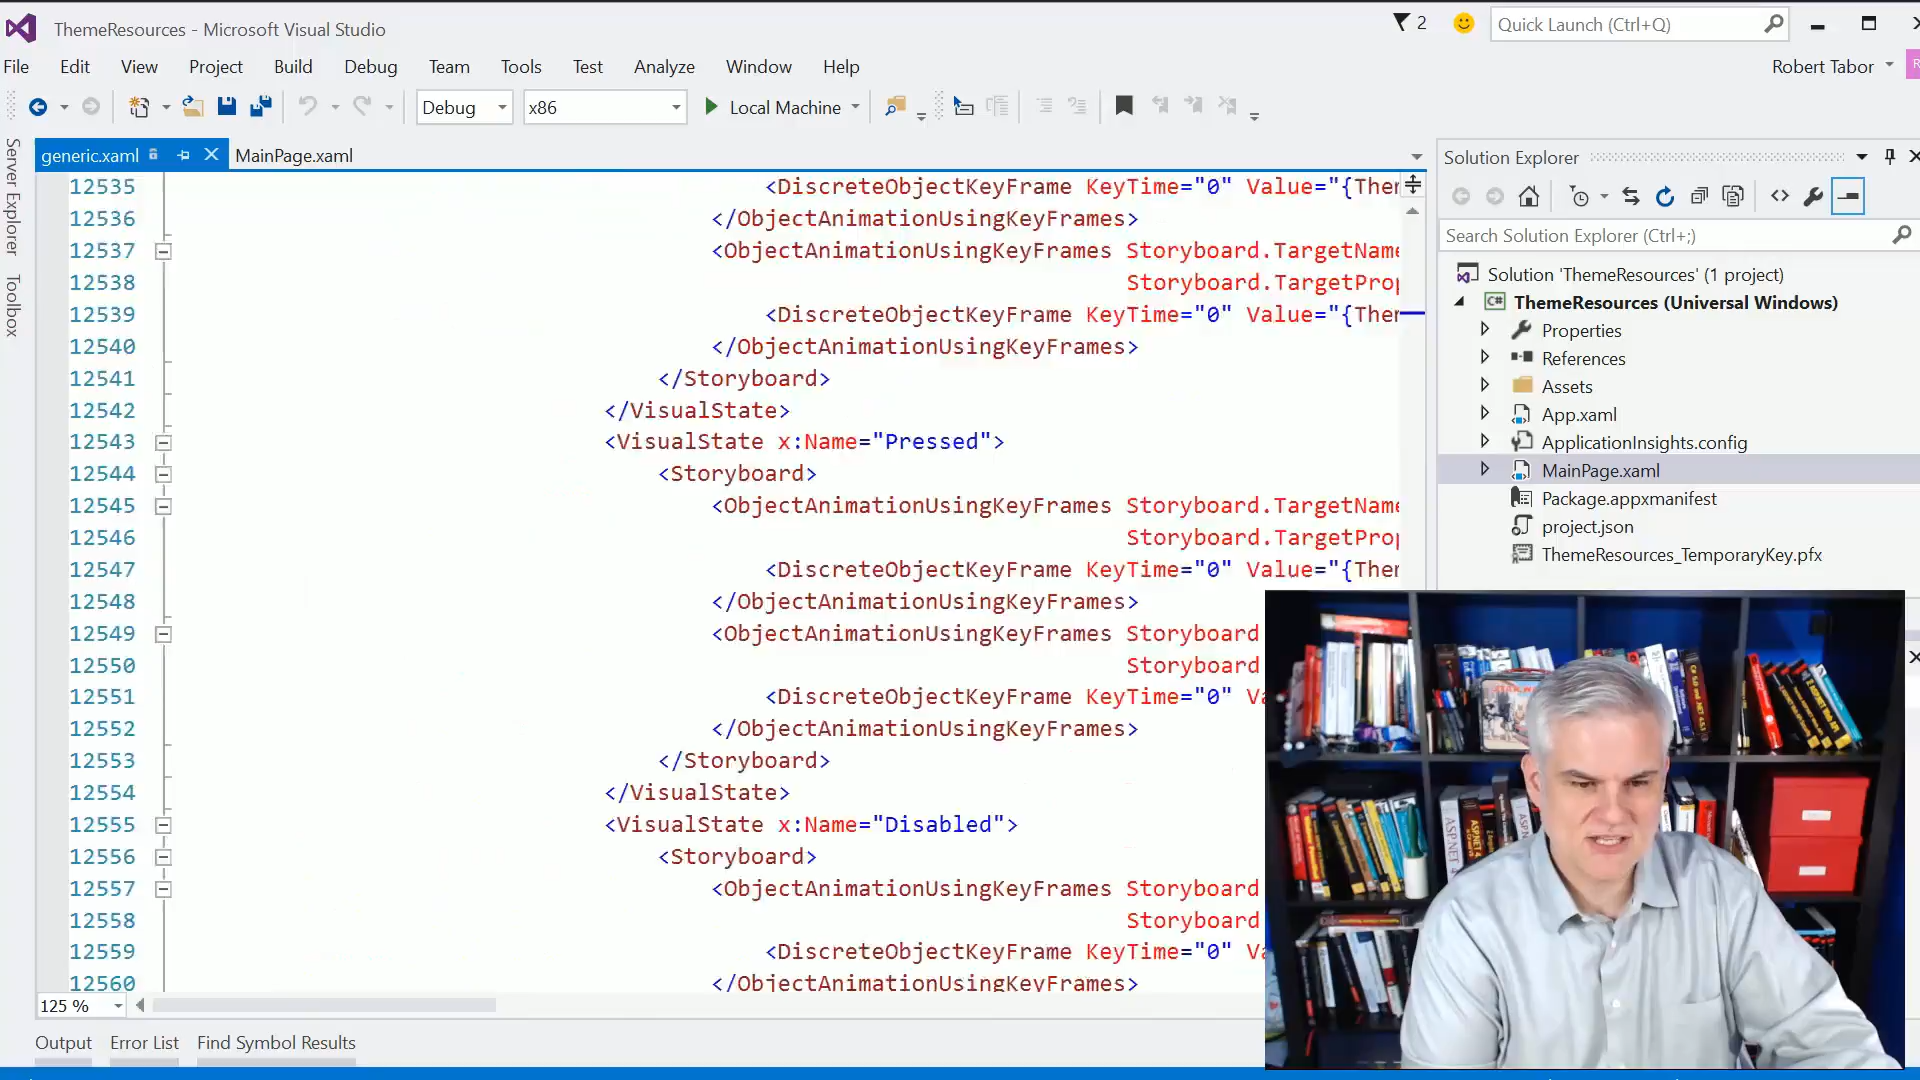 ThemeResources - Microsoft Visual Studio
2
Quick Launch (Ctrl+Q)
File Edit View Project Build Debug Team Tools Test Analyze Window Help
Robert Tabor
R
Debug x86 Local Machine
Server Explorer
Toolbox
generic.xaml MainPage.xaml
12535 <DiscreteObjectKeyFrame KeyTime="0" Value="{Ther
12536 </ObjectAnimationUsingKeyFrames>
12537 <ObjectAnimationUsingKeyFrames Storyboard.TargetName
12538 Storyboard.TargetProp
12539 <DiscreteObjectKeyFrame KeyTime="0" Value="{Ther
12540 </ObjectAnimationUsingKeyFrames>
12541 </Storyboard>
12542 </VisualState>
12543 <VisualState x:Name="Pressed">
12544 <Storyboard>
12545 <ObjectAnimationUsingKeyFrames Storyboard.TargetName
12546 Storyboard.TargetProp
12547 <DiscreteObjectKeyFrame KeyTime="0" Value="{Ther
12548 </ObjectAnimationUsingKeyFrames>
12549 <ObjectAnimationUsingKeyFrames Storyboard
12550 Storyboard
12551 <DiscreteObjectKeyFrame KeyTime="0" Va
12552 </ObjectAnimationUsingKeyFrames>
12553 </Storyboard>
12554 </VisualState>
12555 <VisualState x:Name="Disabled">
12556 <Storyboard>
12557 <ObjectAnimationUsingKeyFrames Storyboard
12558 Storyboard
12559 <DiscreteObjectKeyFrame KeyTime="0" Va
12560 </ObjectAnimationUsingKeyFrames>
125 %
Output Error List Find Symbol Results
Solution Explorer
Search Solution Explorer (Ctrl+;)
Solution 'ThemeResources' (1 project)
C# ThemeResources (Universal Windows)
Properties
References
Assets
App.xaml
ApplicationInsights.config
MainPage.xaml
Package.appxmanifest
project.json
ThemeResources_TemporaryKey.pfx